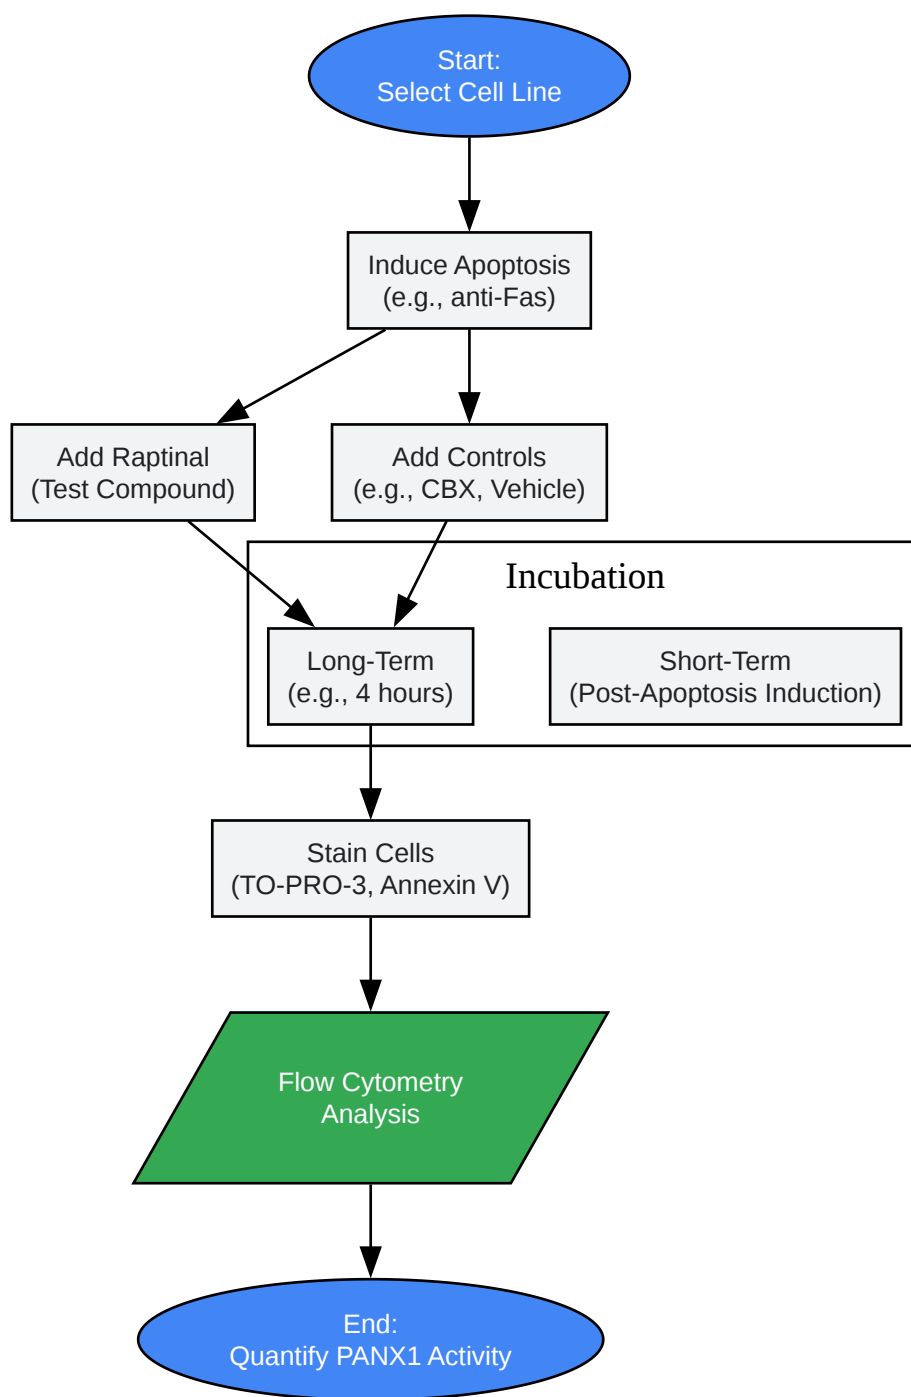 Start:
Select Cell Line
Induce Apoptosis
(e.g., anti-Fas)
Add Raptinal
(Test Compound)
Add Controls
(e.g., CBX, Vehicle)
Incubation
Long-Term
(e.g., 4 hours)
Short-Term
(Post-Apoptosis Induction)
Stain Cells
(TO-PRO-3, Annexin V)
Flow Cytometry
Analysis
End:
Quantify PANX1 Activity